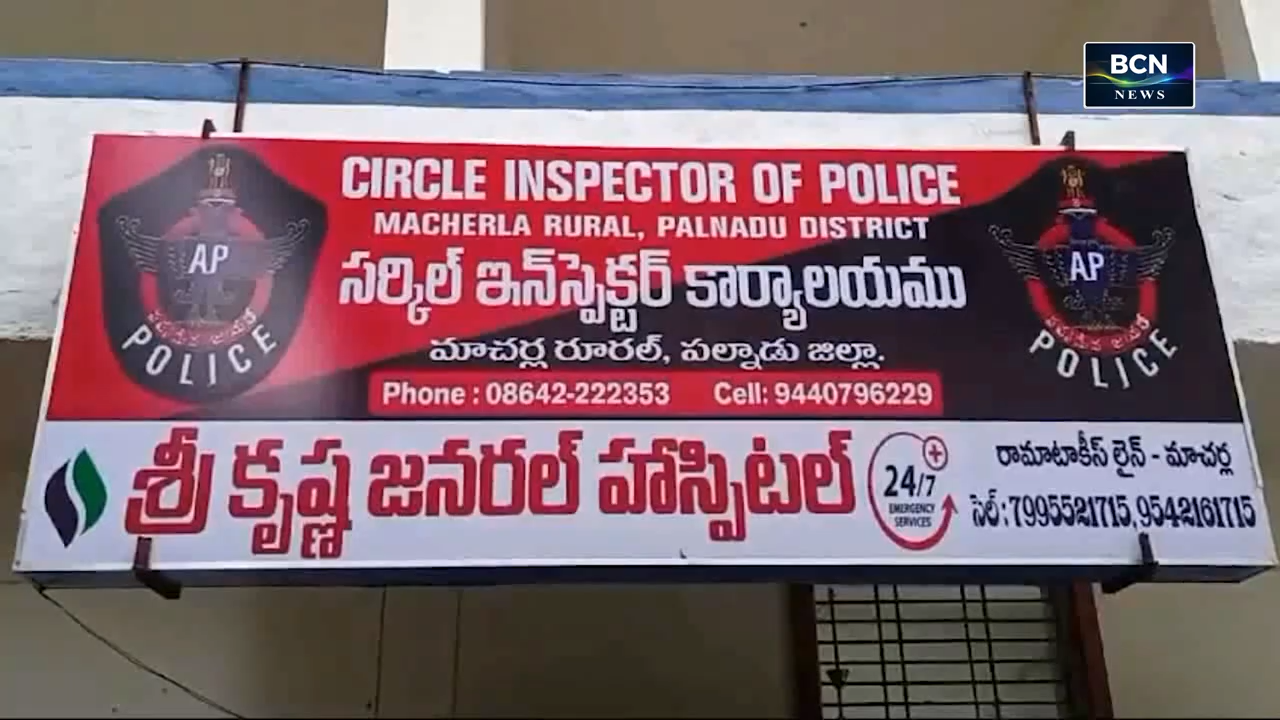 BCN
NEWS
CIRCLE INSPECTOR OF POLICE
MACHERLA RURAL, PALNADU DISTRICT
సర్కిల్ ఇన్‌స్పెక్టర్ కార్యాలయము
మాచర్ల రూరల్, పల్నాడు జిల్లా.
Phone : 08642-222353 Cell: 9440796229
AP
POLICE
AP
POLICE
శ్రీ కృష్ణ జనరల్ హాస్పిటల్
24/7
EMERGENCY
SERVICES
రామాటాకీస్ లైన్ - మాచర్ల
సెల్ : 7995521715, 9542161715